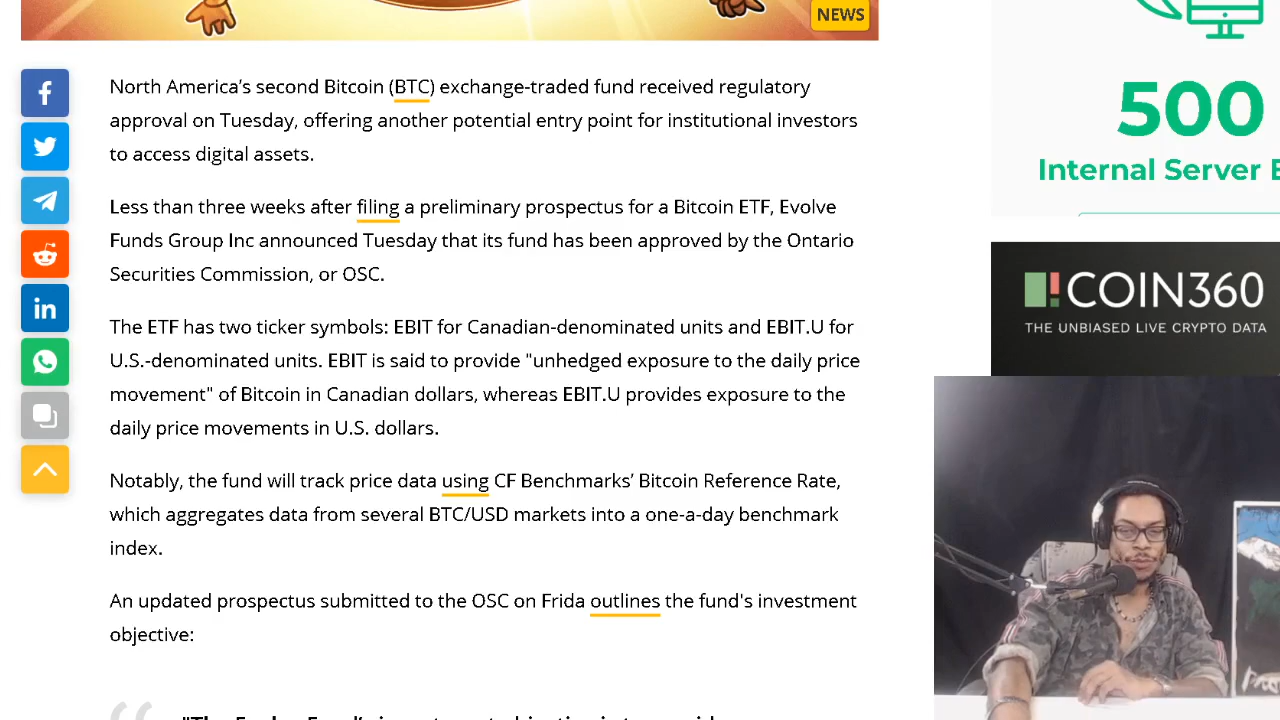 NEWS
North America's second Bitcoin (BTC) exchange-traded fund received regulatory
approval on Tuesday, offering another potential entry point for institutional investors
to access digital assets.
Less than three weeks after filing a preliminary prospectus for a Bitcoin ETF, Evolve
Funds Group Inc announced Tuesday that its fund has been approved by the Ontario
Securities Commission, or OSC.
The ETF has two ticker symbols: EBIT for Canadian-denominated units and EBIT.U for
U.S.-denominated units. EBIT is said to provide "unhedged exposure to the daily price
movement" of Bitcoin in Canadian dollars, whereas EBIT.U provides exposure to the
daily price movements in U.S. dollars.
Notably, the fund will track price data using CF Benchmarks’ Bitcoin Reference Rate,
which aggregates data from several BTC/USD markets into a one-a-day benchmark
index.
An updated prospectus submitted to the OSC on Frida outlines the fund's investment
objective:
500
Internal Server E
COIN360
THE UNBIASED LIVE CRYPTO DATA